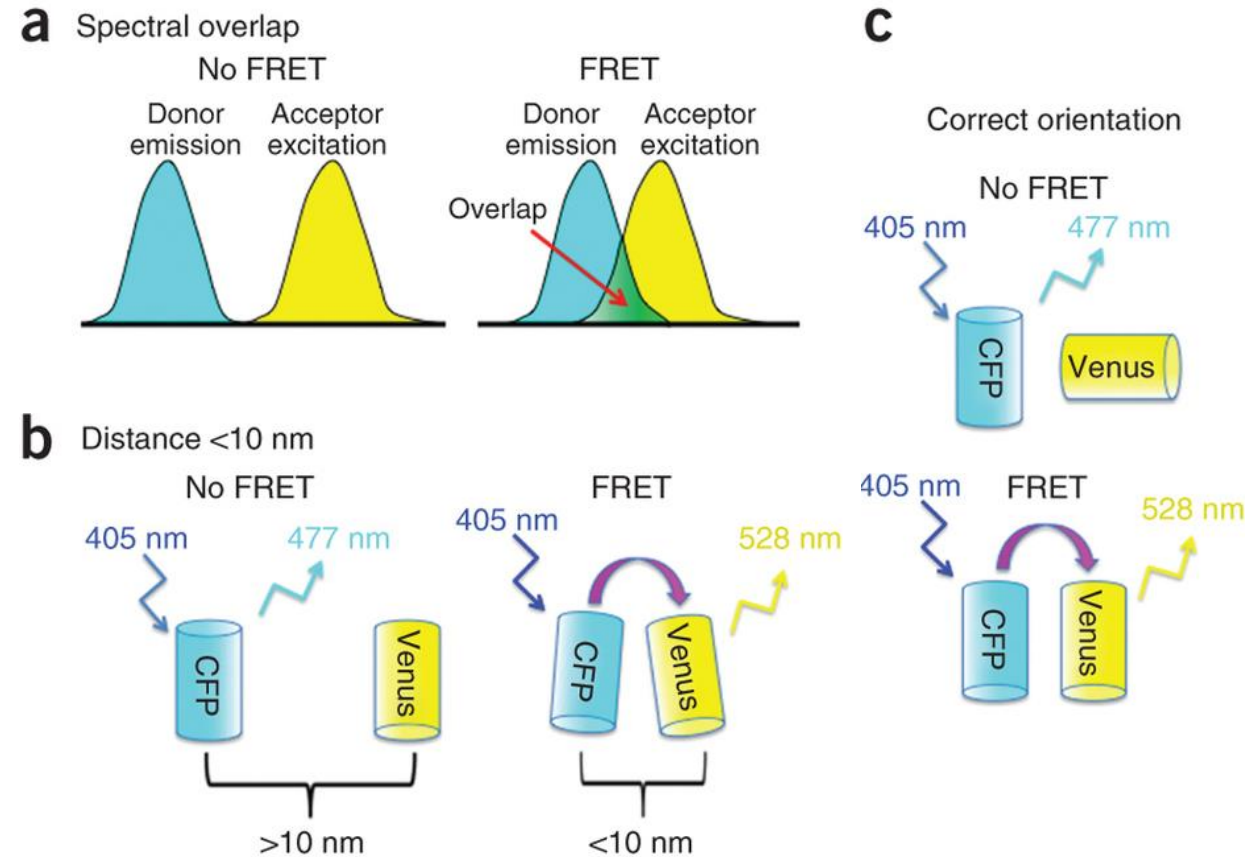 a Spectral overlap
No FRET
Donor
emission
Acceptor
excitation
FRET
Donor
emission
Acceptor
excitation
Overlap
b Distance <10 nm
No FRET
405 nm
477 nm
CFP
Venus
>10 nm
FRET
405 nm
528 nm
CFP
Venus
<10 nm
c
Correct orientation
No FRET
405 nm
477 nm
CFP
Venus
405 nm
FRET
528 nm
CFP
Venus